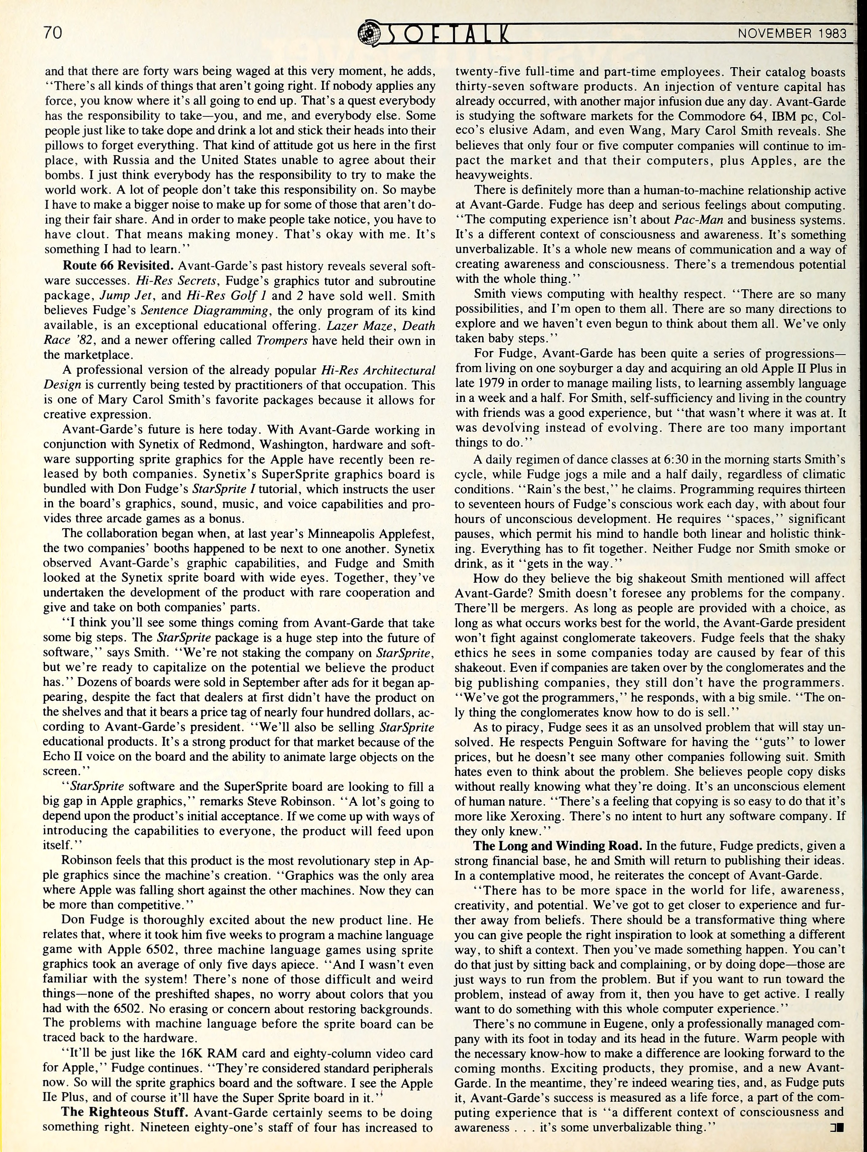 70
SOFTALK
NOVEMBER 1983
and that there are forty wars being waged at this very moment, he adds,
‘‘There's all kinds of things that aren't going right. If nobody applies any
force, you know where it's all going to end up. That's a quest everybody
has the responsibility to take—you, and me, and everybody else. Some
people just like to take dope and drink a lot and stick their heads into their
pillows to forget everything. That kind of attitude got us here in the first
place, with Russia and the United States unable to agree about their
bombs. I just think everybody has the responsibility to try to make the
world work. A lot of people don't take this responsibility on. So maybe
I have to make a bigger noise to make up for some of those that aren't do-
ing their fair share. And in order to make people take notice, you have to
have clout. That means making money. That's okay with me. It's
something I had to learn.’’
Route 66 Revisited. Avant-Garde's past history reveals several soft-
ware successes. Hi-Res Secrets, Fudge's graphics tutor and subroutine
package, Jump Jet, and Hi-Res Golf 1 and 2 have sold well. Smith
believes Fudge's Sentence Diagramming, the only program of its kind
available, is an exceptional educational offering. Lazer Maze, Death
Race '82, and a newer offering called Trompers have held their own in
the marketplace.
A professional version of the already popular Hi-Res Architectural
Design is currently being tested by practitioners of that occupation. This
is one of Mary Carol Smith's favorite packages because it allows for
creative expression.
Avant-Garde's future is here today. With Avant-Garde working in
conjunction with Synetix of Redmond, Washington, hardware and soft-
ware supporting sprite graphics for the Apple have recently been re-
leased by both companies. Synetix's SuperSprite graphics board is
bundled with Don Fudge's StarSprite I tutorial, which instructs the user
in the board's graphics, sound, music, and voice capabilities and pro-
vides three arcade games as a bonus.
The collaboration began when, at last year's Minneapolis Applefest,
the two companies' booths happened to be next to one another. Synetix
observed Avant-Garde's graphic capabilities, and Fudge and Smith
looked at the Synetix sprite board with wide eyes. Together, they've
undertaken the development of the product with rare cooperation and
give and take on both companies' parts.
‘‘I think you'll see some things coming from Avant-Garde that take
some big steps. The StarSprite package is a huge step into the future of
software,’’ says Smith. ‘‘We're not staking the company on StarSprite,
but we're ready to capitalize on the potential we believe the product
has.’’ Dozens of boards were sold in September after ads for it began ap-
pearing, despite the fact that dealers at first didn't have the product on
the shelves and that it bears a price tag of nearly four hundred dollars, ac-
cording to Avant-Garde's president. ‘‘We'll also be selling StarSprite
educational products. It's a strong product for that market because of the
Echo II voice on the board and the ability to animate large objects on the
screen.’’
‘‘StarSprite software and the SuperSprite board are looking to fill a
big gap in Apple graphics,’’ remarks Steve Robinson. ‘‘A lot's going to
depend upon the product's initial acceptance. If we come up with ways of
introducing the capabilities to everyone, the product will feed upon
itself.’’
Robinson feels that this product is the most revolutionary step in Ap-
ple graphics since the machine's creation. ‘‘Graphics was the only area
where Apple was falling short against the other machines. Now they can
be more than competitive.’’
Don Fudge is thoroughly excited about the new product line. He
relates that, where it took him five weeks to program a machine language
game with Apple 6502, three machine language games using sprite
graphics took an average of only five days apiece. ‘‘And I wasn't even
familiar with the system! There's none of those difficult and weird
things—none of the preshifted shapes, no worry about colors that you
had with the 6502. No erasing or concern about restoring backgrounds.
The problems with machine language before the sprite board can be
traced back to the hardware.
‘‘It'll be just like the 16K RAM card and eighty-column video card
for Apple,’’ Fudge continues. ‘‘They're considered standard peripherals
now. So will the sprite graphics board and the software. I see the Apple
IIe Plus, and of course it'll have the Super Sprite board in it.’‘
The Righteous Stuff. Avant-Garde certainly seems to be doing
something right. Nineteen eighty-one's staff of four has increased to
twenty-five full-time and part-time employees. Their catalog boasts
thirty-seven software products. An injection of venture capital has
already occurred, with another major infusion due any day. Avant-Garde
is studying the software markets for the Commodore 64, IBM pc, Col-
eco's elusive Adam, and even Wang, Mary Carol Smith reveals. She
believes that only four or five computer companies will continue to im-
pact the market and that their computers, plus Apples, are the
heavyweights.
There is definitely more than a human-to-machine relationship active
at Avant-Garde. Fudge has deep and serious feelings about computing.
‘‘The computing experience isn't about Pac-Man and business systems.
It's a different context of consciousness and awareness. It's something
unverbalizable. It's a whole new means of communication and a way of
creating awareness and consciousness. There's a tremendous potential
with the whole thing.’’
Smith views computing with healthy respect. ‘‘There are so many
possibilities, and I'm open to them all. There are so many directions to
explore and we haven't even begun to think about them all. We've only
taken baby steps.’’
For Fudge, Avant-Garde has been quite a series of progressions—
from living on one soyburger a day and acquiring an old Apple II Plus in
late 1979 in order to manage mailing lists, to learning assembly language
in a week and a half. For Smith, self-sufficiency and living in the country
with friends was a good experience, but ‘‘that wasn't where it was at. It
was devolving instead of evolving. There are too many important
things to do.’’
A daily regimen of dance classes at 6:30 in the morning starts Smith's
cycle, while Fudge jogs a mile and a half daily, regardless of climatic
conditions. ‘‘Rain's the best,’’ he claims. Programming requires thirteen
to seventeen hours of Fudge's conscious work each day, with about four
hours of unconscious development. He requires ‘‘spaces,’’ significant
pauses, which permit his mind to handle both linear and holistic think-
ing. Everything has to fit together. Neither Fudge nor Smith smoke or
drink, as it ‘‘gets in the way.’’
How do they believe the big shakeout Smith mentioned will affect
Avant-Garde? Smith doesn't foresee any problems for the company.
There'll be mergers. As long as people are provided with a choice, as
long as what occurs works best for the world, the Avant-Garde president
won't fight against conglomerate takeovers. Fudge feels that the shaky
ethics he sees in some companies today are caused by fear of this
shakeout. Even if companies are taken over by the conglomerates and the
big publishing companies, they still don't have the programmers.
‘‘We've got the programmers,’’ he responds, with a big smile. ‘‘The on-
ly thing the conglomerates know how to do is sell.’’
As to piracy, Fudge sees it as an unsolved problem that will stay un-
solved. He respects Penguin Software for having the ‘‘guts’’ to lower
prices, but he doesn't see many other companies following suit. Smith
hates even to think about the problem. She believes people copy disks
without really knowing what they're doing. It's an unconscious element
of human nature. ‘‘There's a feeling that copying is so easy to do that it's
more like Xeroxing. There's no intent to hurt any software company. If
they only knew.’’
The Long and Winding Road. In the future, Fudge predicts, given a
strong financial base, he and Smith will return to publishing their ideas.
In a contemplative mood, he reiterates the concept of Avant-Garde.
‘‘There has to be more space in the world for life, awareness,
creativity, and potential. We've got to get closer to experience and fur-
ther away from beliefs. There should be a transformative thing where
you can give people the right inspiration to look at something a different
way, to shift a context. Then you've made something happen. You can't
do that just by sitting back and complaining, or by doing dope—those are
just ways to run from the problem. But if you want to run toward the
problem, instead of away from it, then you have to get active. I really
want to do something with this whole computer experience.’’
There's no commune in Eugene, only a professionally managed com-
pany with its foot in today and its head in the future. Warm people with
the necessary know-how to make a difference are looking forward to the
coming months. Exciting products, they promise, and a new Avant-
Garde. In the meantime, they're indeed wearing ties, and, as Fudge puts
it, Avant-Garde's success is measured as a life force, a part of the com-
puting experience that is ‘‘a different context of consciousness and
awareness . . . it's some unverbalizable thing.’’